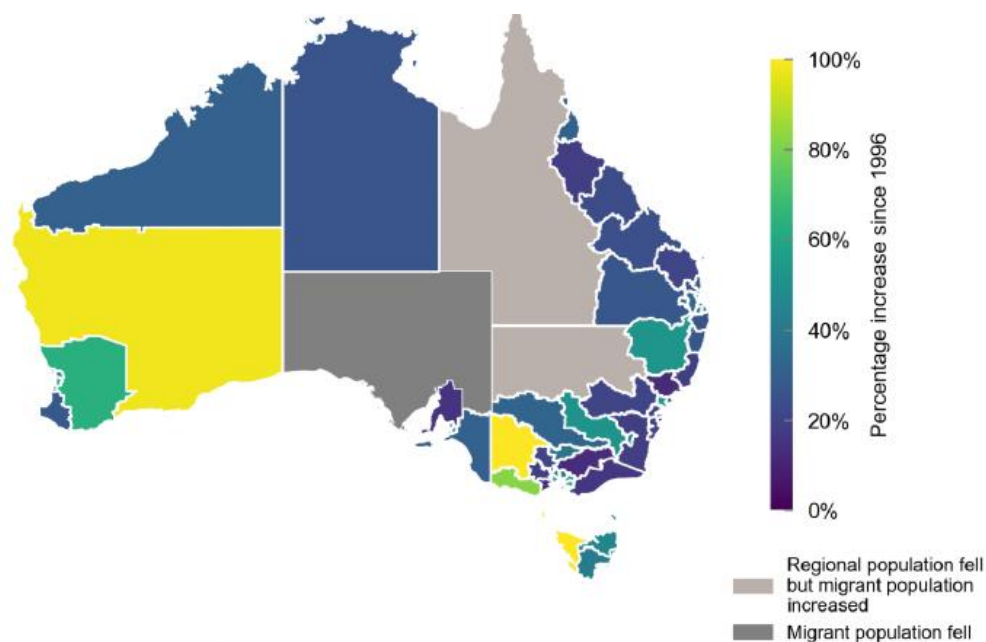 100%
80%
60%
40%
20%
0%
Percentage increase since 1996
Regional population fell
but migrant population
increased
Migrant population fell